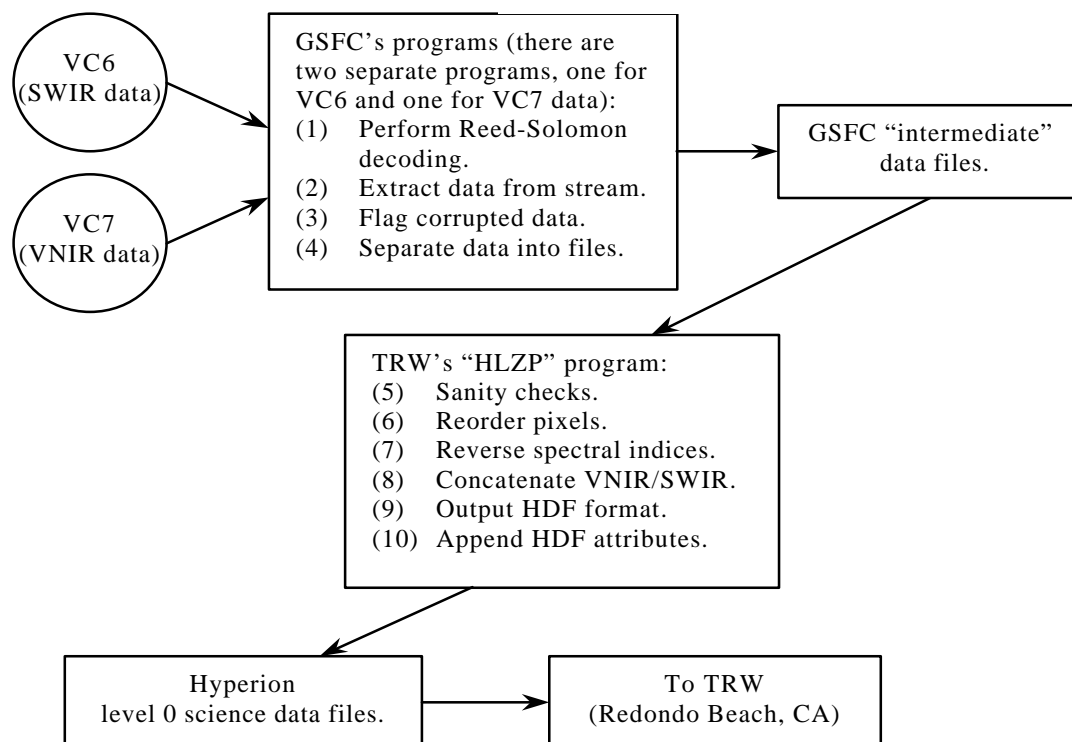 VC6
(SWIR data)
VC7
(VNIR data)
GSFC’s programs (there are
two separate programs, one for
VC6 and one for VC7 data):
(1) Perform Reed-Solomon
decoding.
(2) Extract data from stream.
(3) Flag corrupted data.
(4) Separate data into files.
GSFC “intermediate”
data files.
TRW’s “HLZP” program:
(5) Sanity checks.
(6) Reorder pixels.
(7) Reverse spectral indices.
(8) Concatenate VNIR/SWIR.
(9) Output HDF format.
(10) Append HDF attributes.
Hyperion
level 0 science data files.
To TRW
(Redondo Beach, CA)